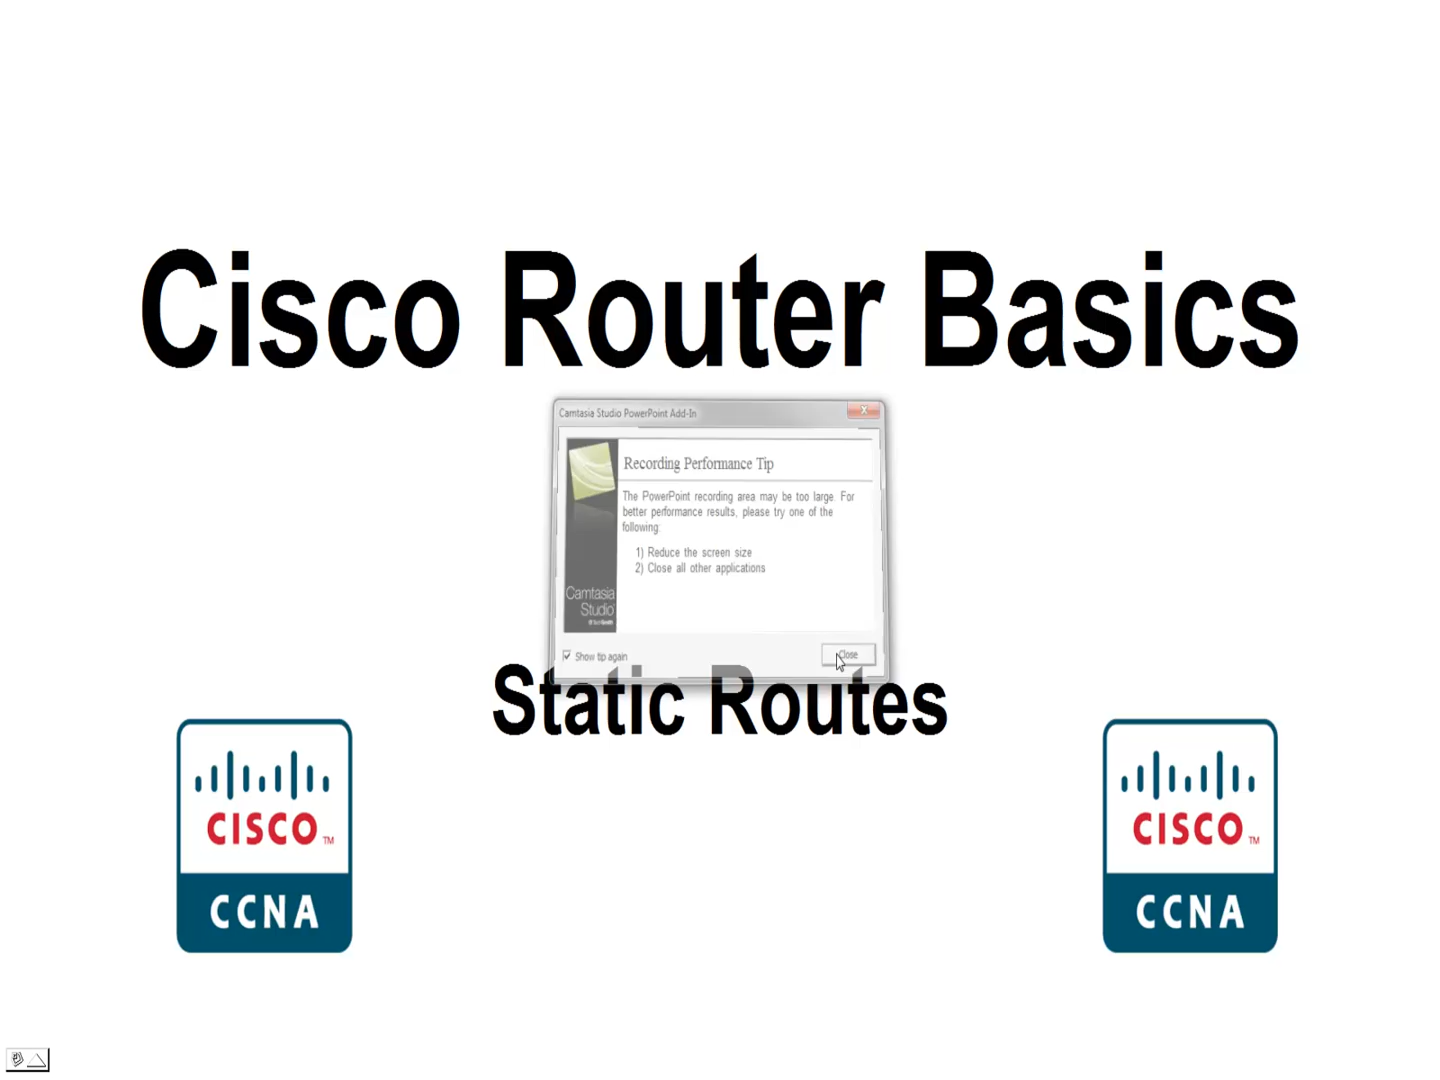 Cisco Router Basics
Camtasia Studio PowerPoint Add-In
Recording Performance Tip
The PowerPoint recording area may be too large. For
better performance results, please try one of the
following:
1) Reduce the screen size
2) Close all other applications
Camtasia
Studio
Show tip again
Close
Static Routes
CISCO TM
CCNA
CISCO TM
CCNA